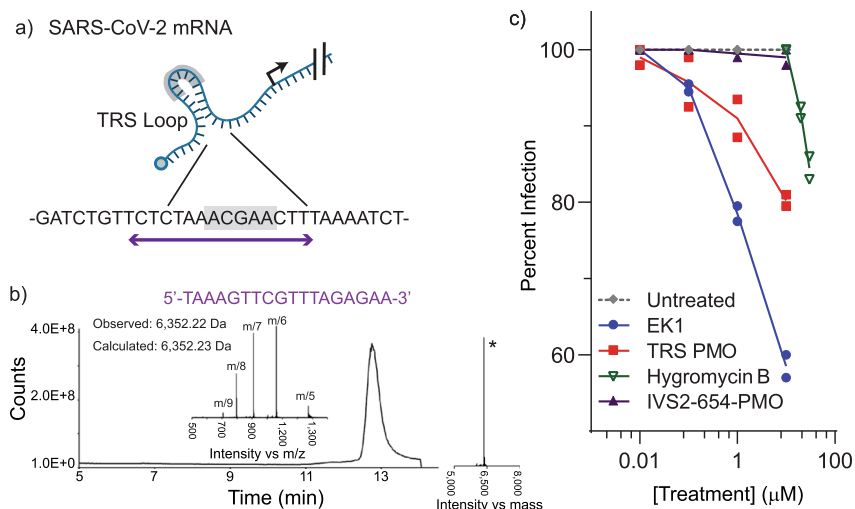 a) SARS-CoV-2 mRNA
TRS Loop
-GATCTGTTCTCTAAACGAACTTTAAAATCT-
b)
5'-TAAAGTTCGTTTAGAGAA-3'
Observed: 6,352.22 Da
Calculated: 6,352.23 Da
m/9
m/8
m/7
m/6
m/5
500
700
900
1,200
1,300
Intensity vs m/z
4.0E+8
2.0E+8
1.0E+0
Counts
5
7
9
11
13
Time (min)
*
5,000
6,500
8,000
Intensity vs mass
c)
100
80
60
Percent Infection
Untreated
EK1
TRS PMO
Hygromycin B
IVS2-654-PMO
0.01
1
100
[Treatment] (μM)